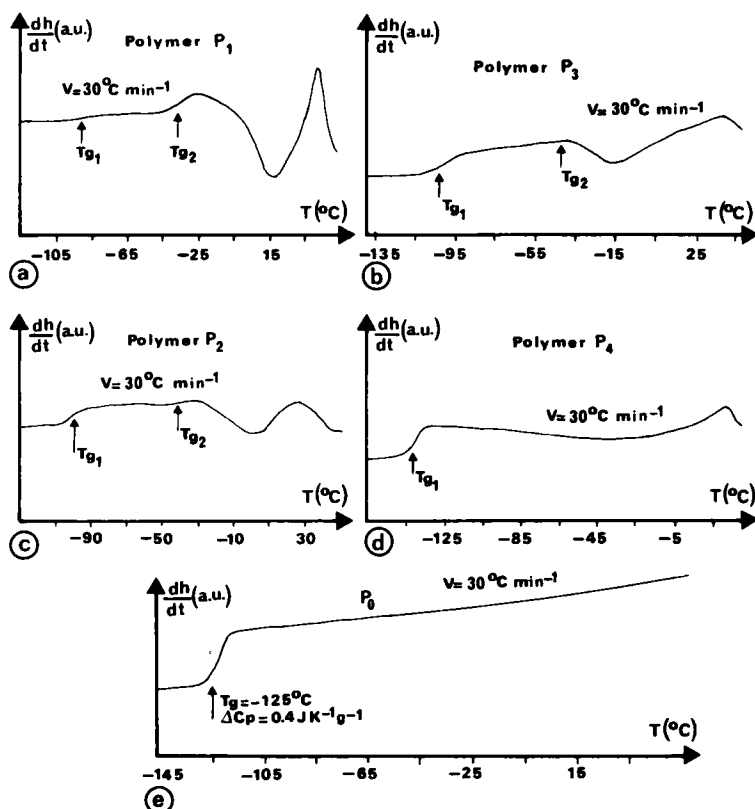 dh/dt (a.u.)
Polymer P1
V=30°C min-1
Tg1
Tg2
T(°C)
-105 -65 -25 15
a
dh/dt (a.u.)
Polymer P3
V=30°C min-1
Tg1
Tg2
T(°C)
-135 -95 -55 -15 25
b
dh/dt (a.u.)
Polymer P2
V=30°C min-1
Tg1
Tg2
T(°C)
-90 -50 -10 30
c
dh/dt (a.u.)
Polymer P4
V=30°C min-1
Tg1
T(°C)
-125 -85 -45 -5
d
dh/dt (a.u.)
P0
V=30°C min-1
Tg=-125°C
ΔCp=0.4JK-1g-1
T(°C)
-145 -105 -65 -25 15
e